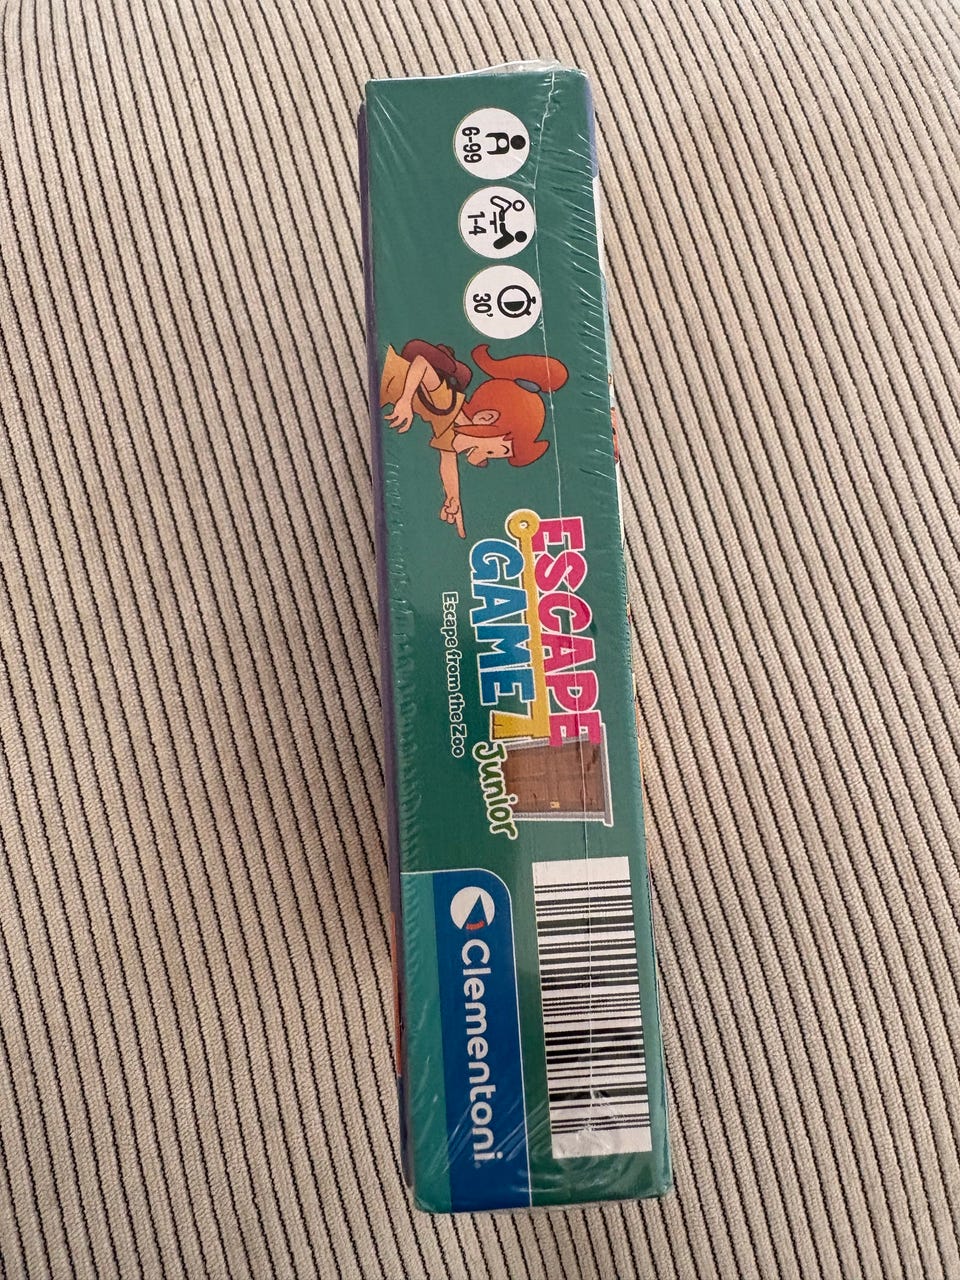 6-99
1-4
30'
ESCAPE
GAME
Junior
Escape from the Zoo
Clementoni